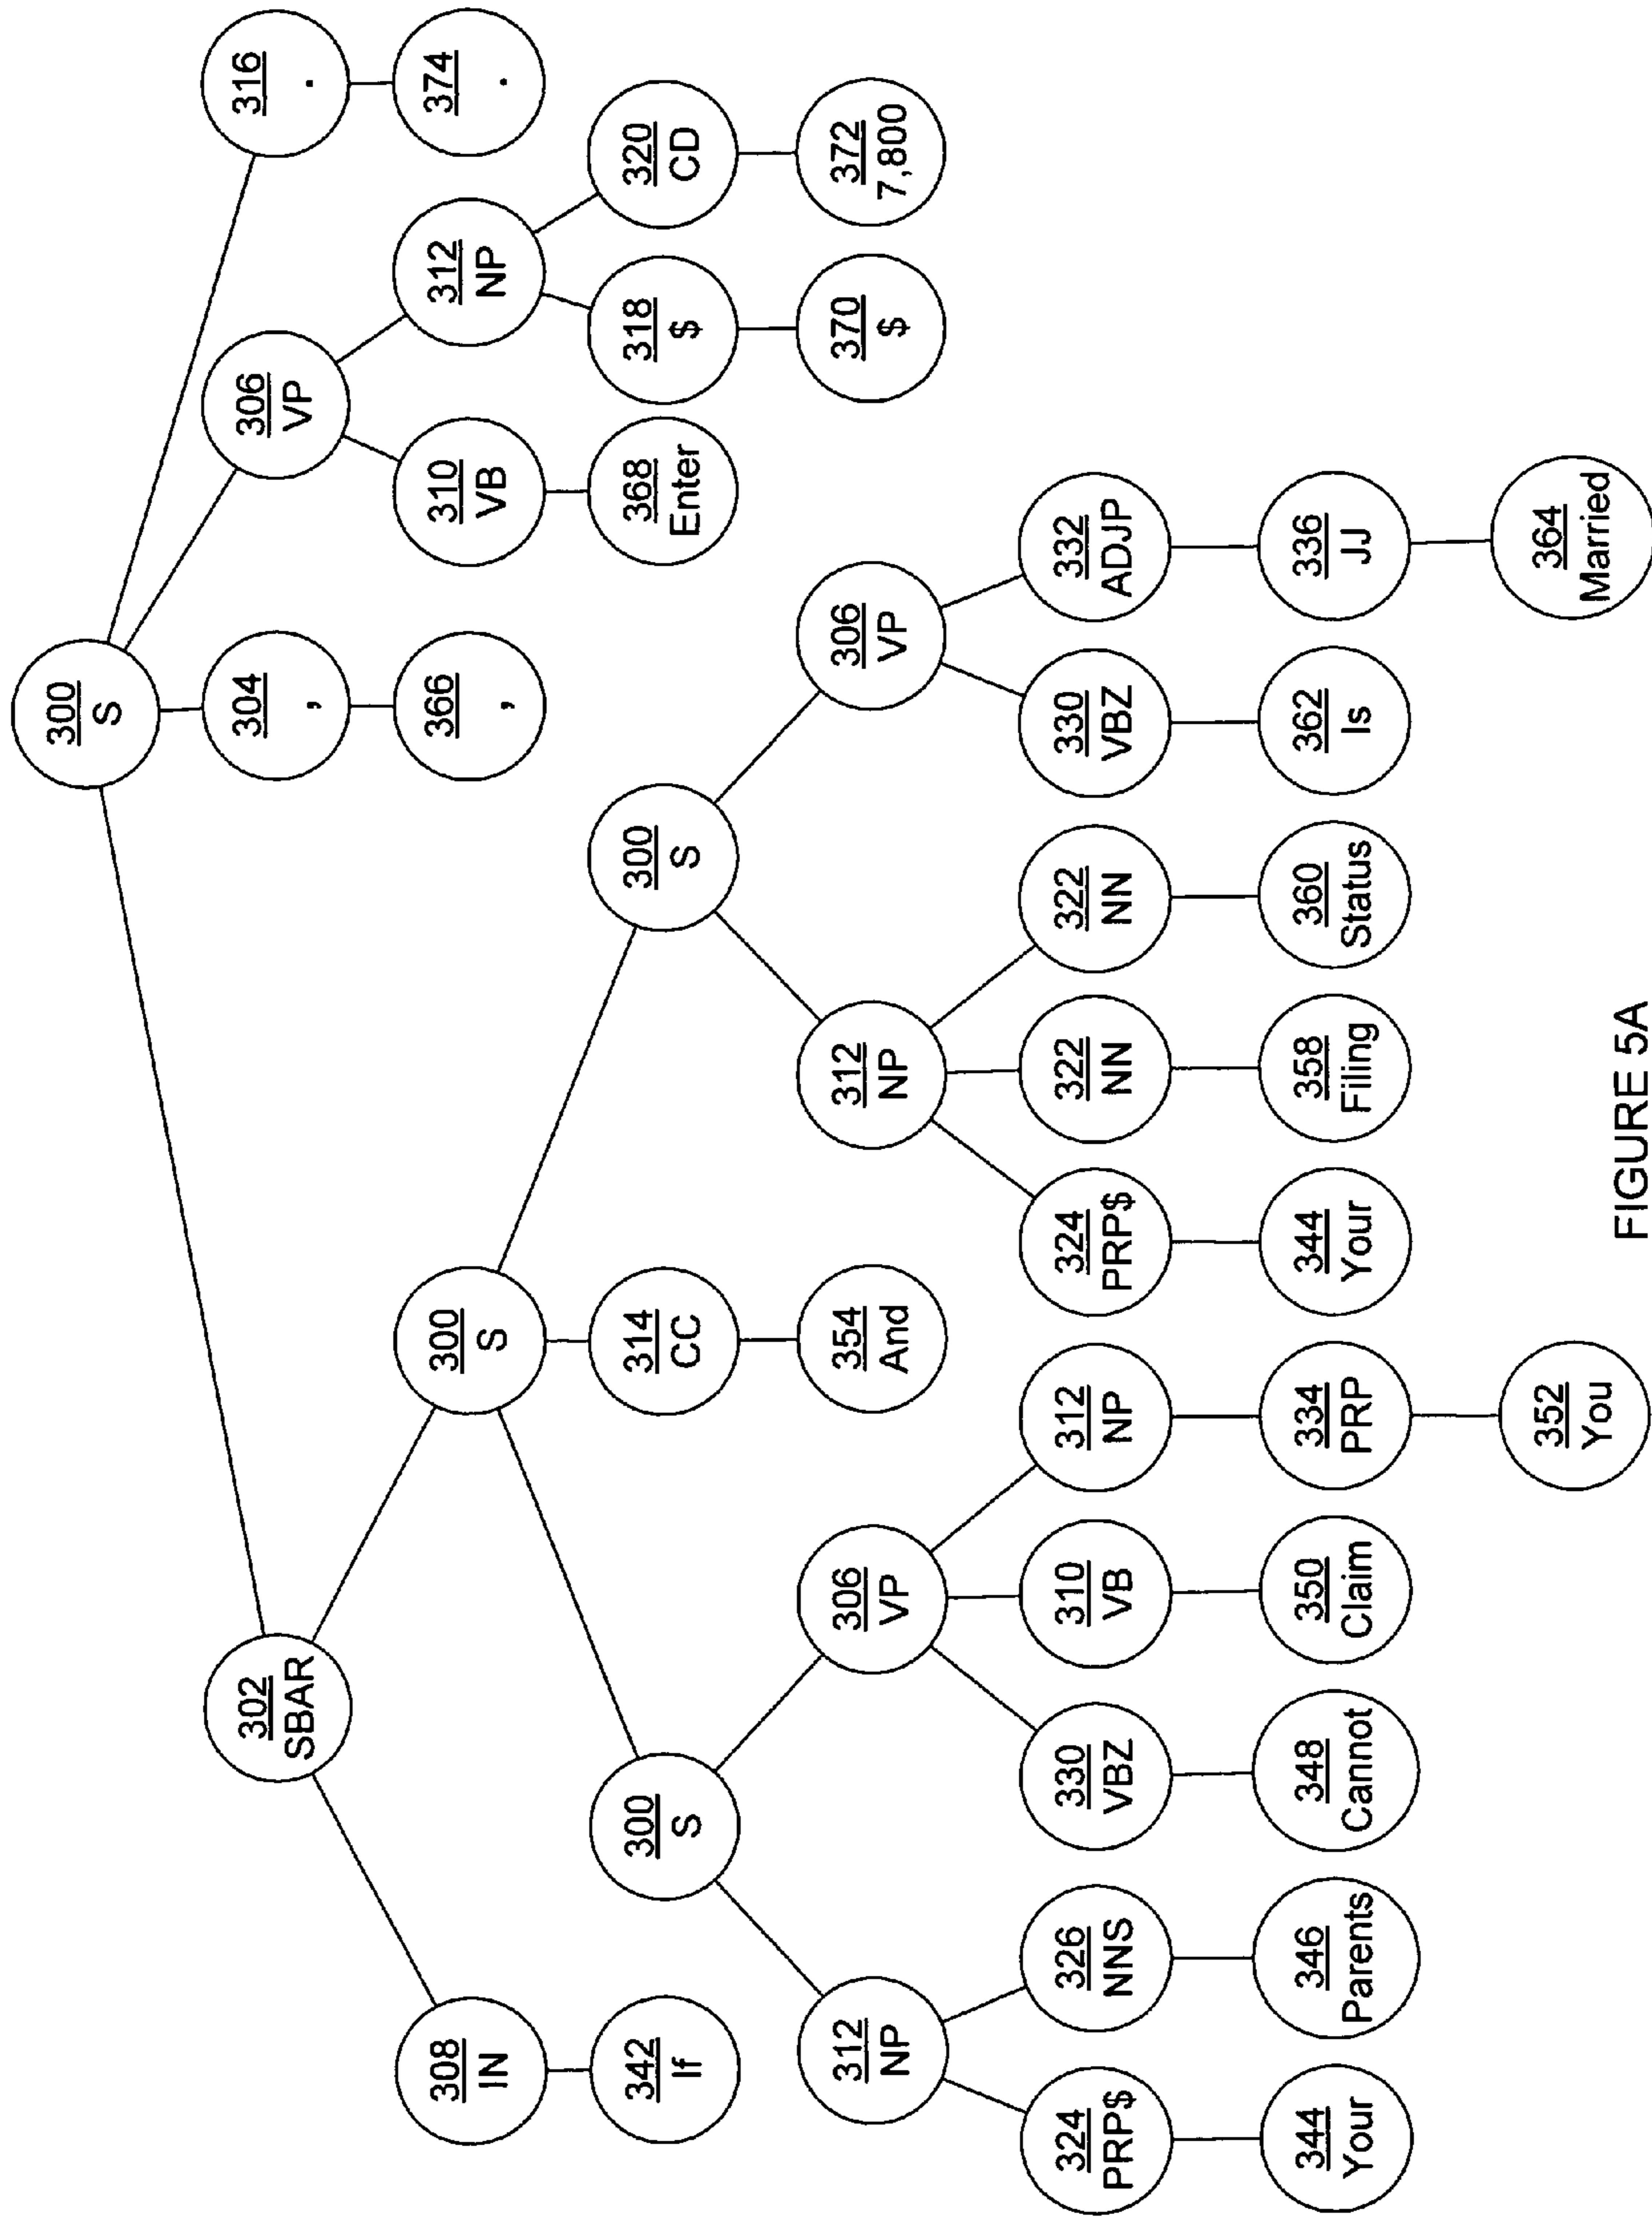 300
S
302
SBAR
304
,
306
VP
316
.
308
IN
300
S
366
,
310
VB
312
NP
374
.
342
If
300
S
314
CC
300
S
368
Enter
318
$
320
CD
312
NP
306
VP
354
And
312
NP
306
VP
370
$
372
7,800
324
PRP$
326
NNS
330
VBZ
310
VB
312
NP
324
PRP$
322
NN
322
NN
330
VBZ
332
ADJP
344
Your
346
Parents
348
Cannot
350
Claim
334
PRP
344
Your
358
Filing
360
Status
362
Is
336
JJ
352
You
364
Married
FIGURE 5A